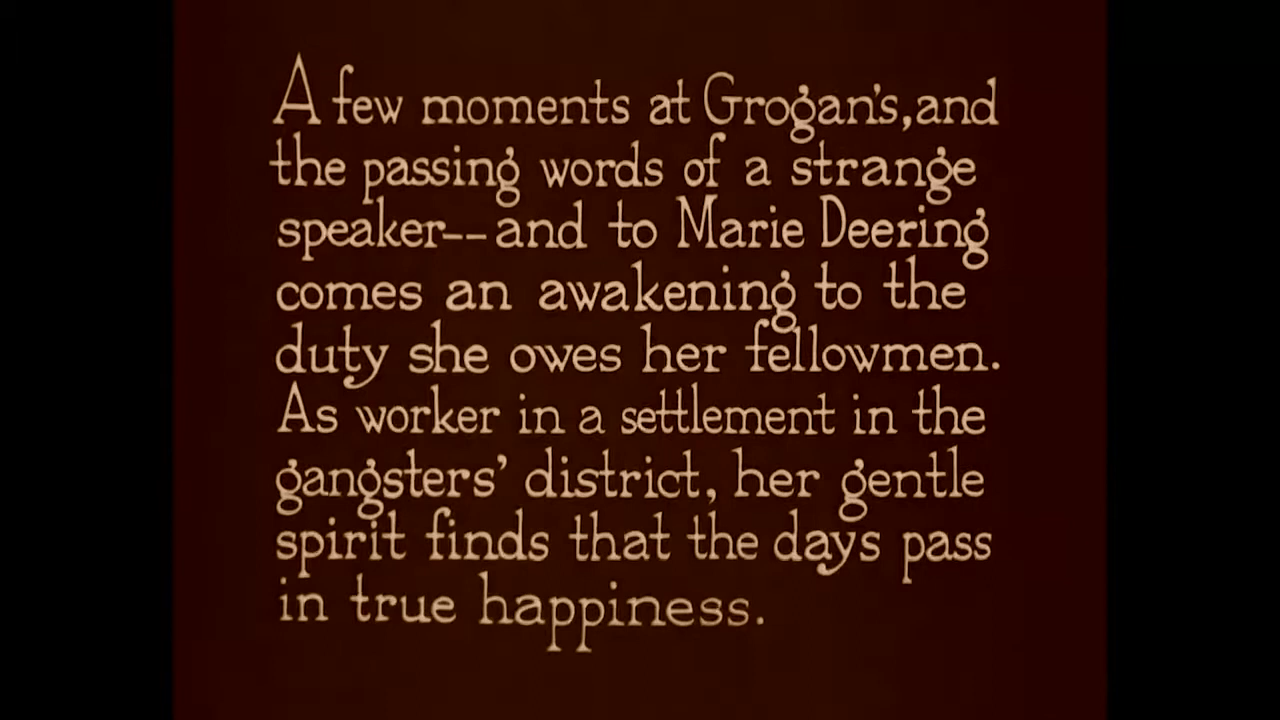 A few moments at Grogan's, and
the passing words of a strange
speaker--and to Marie Deering
comes an awakening to the
duty she owes her fellowmen.
As worker in a settlement in the
gangsters' district, her gentle
spirit finds that the days pass
in true happiness.